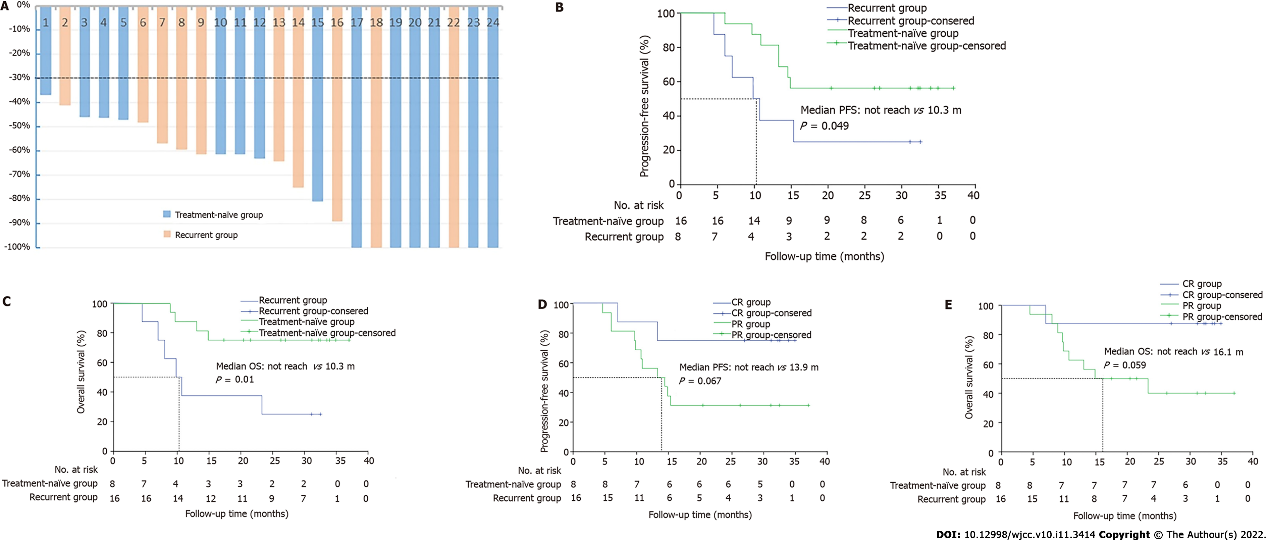 A
0%
-10%
-20%
-30%
-40%
-50%
-60%
-70%
-80%
-90%
-100%
1 2 3 4 5 6 7 8 9 10 11 12 13 14 15 16 17 18 19 20 21 22 23 24
Treatment-naïve group
Recurrent group
B
Progression-free survival (%)
100
80
60
40
20
0
Recurrent group
Recurrent group-consered
Treatment-naïve group
Treatment-naïve group-censored
Median PFS: not reach vs 10.3 m
P = 0.049
0 5 10 15 20 25 30 35 40
No. at risk
Treatment-naïve group 16 16 14 9 9 8 6 1 0
Recurrent group 8 7 4 3 2 2 2 0 0
Follow-up time (months)
C
Overall survival (%)
100
80
60
40
20
0
Recurrent group
Recurrent group-consered
Treatment-naïve group
Treatment-naïve group-censored
Median OS: not reach vs 10.3 m
P = 0.01
0 5 10 15 20 25 30 35 40
No. at risk
Treatment-naïve group 8 7 4 3 3 2 2 0 0
Recurrent group 16 16 14 12 11 9 7 1 0
Follow-up time (months)
D
Progression-free survival (%)
100
80
60
40
20
0
CR group
CR group-consered
PR group
PR group-censored
Median PFS: not reach vs 13.9 m
P = 0.067
0 5 10 15 20 25 30 35 40
No. at risk
Treatment-naïve group 8 8 7 6 6 6 5 0 0
Recurrent group 16 15 11 6 5 4 3 1 0
Follow-up time (months)
E
Overall survival (%)
100
80
60
40
20
0
CR group
CR group-consered
PR group
PR group-censored
Median OS: not reach vs 16.1 m
P = 0.059
0 5 10 15 20 25 30 35 40
No. at risk
Treatment-naïve group 8 8 7 7 7 7 6 0 0
Recurrent group 16 15 11 8 7 4 3 1 0
Follow-up time (months)
DOI: 10.12998/wjcc.v10.i11.3414 Copyright © The Author(s) 2022.